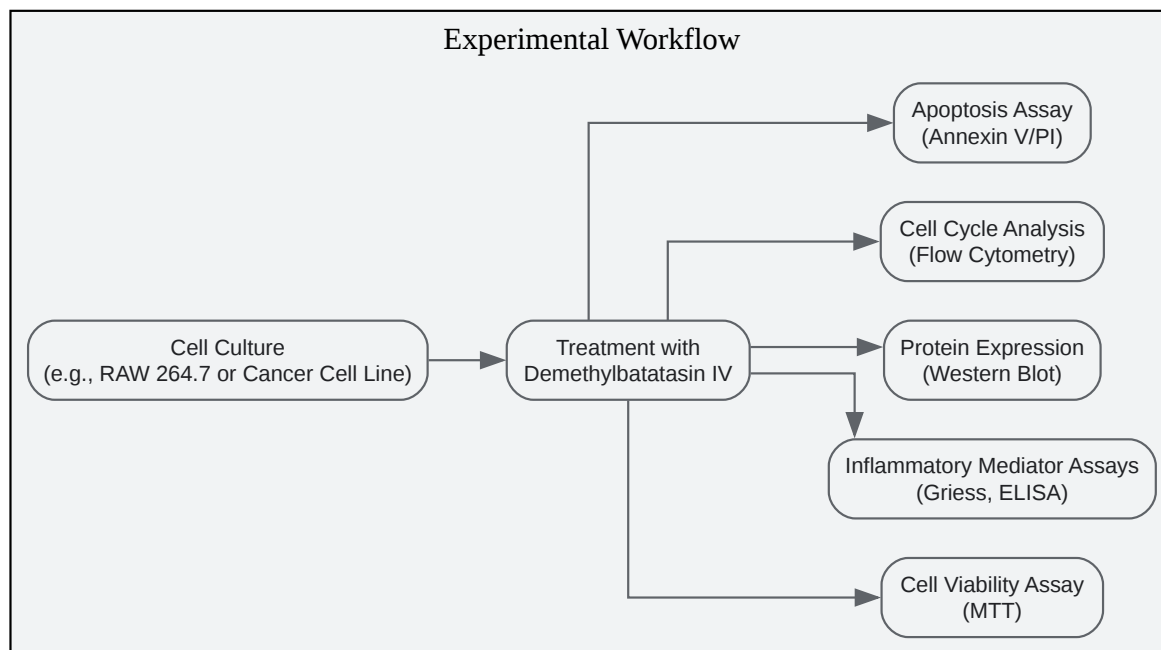 Experimental Workflow
Apoptosis Assay
(Annexin V/PI)
Cell Cycle Analysis
(Flow Cytometry)
Cell Culture
(e.g., RAW 264.7 or Cancer Cell Line)
Treatment with
Demethylbatatasin IV
Protein Expression
(Western Blot)
Inflammatory Mediator Assays
(Griess, ELISA)
Cell Viability Assay
(MTT)